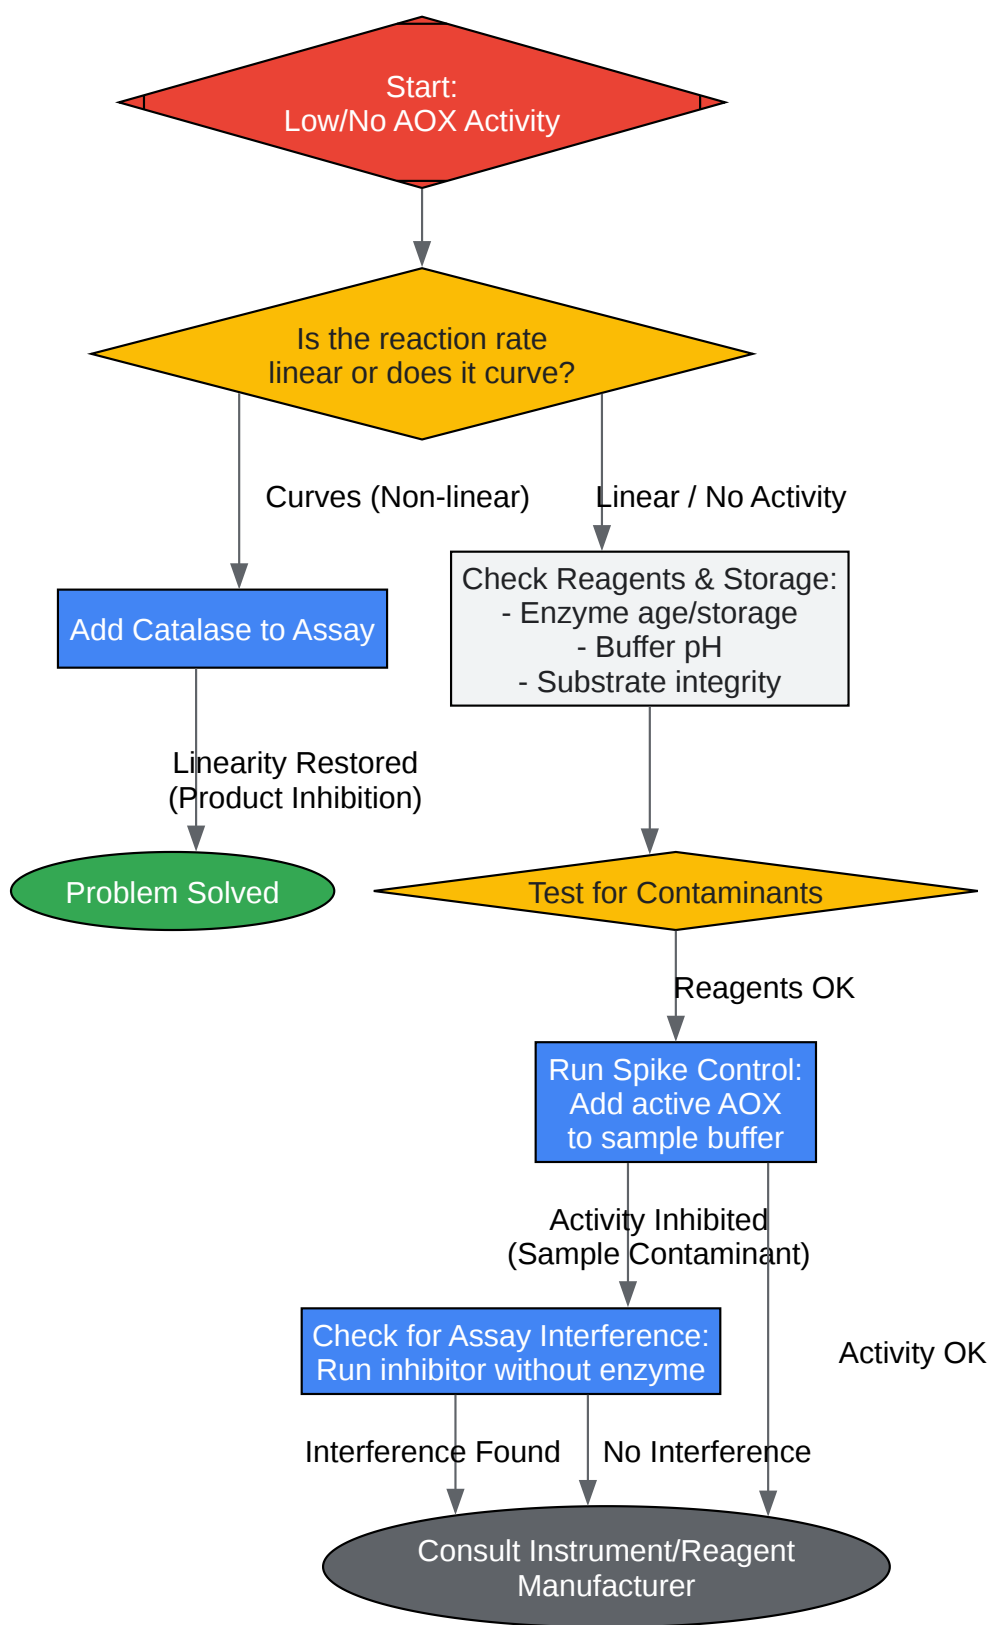 Start:
Low/No AOX Activity
Is the reaction rate
linear or does it curve?
Curves (Non-linear)
Linear / No Activity
Add Catalase to Assay
Check Reagents & Storage:
- Enzyme age/storage
- Buffer pH
- Substrate integrity
Linearity Restored
(Product Inhibition)
Problem Solved
Test for Contaminants
Reagents OK
Run Spike Control:
Add active AOX
to sample buffer
Activity Inhibited
(Sample Contaminant)
Check for Assay Interference:
Run inhibitor without enzyme
Activity OK
Interference Found
No Interference
Consult Instrument/Reagent
Manufacturer